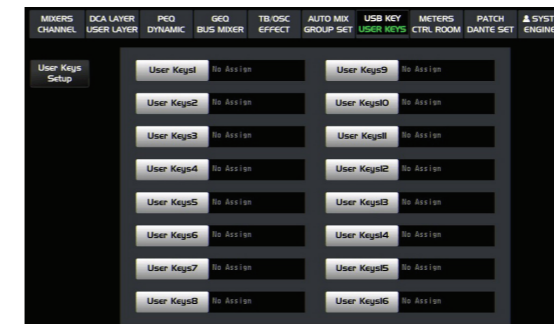 MIXERS DCA LAYER PEQ GEQ TB/OSC AUTO MIX USB KEY METERS PATCH SYST
CHANNEL USER LAYER DYNAMIC BUS MIXER EFFECT GROUP SET USER KEYS CTRL ROOM DANTE SET ENGINE
User Keys
Setup
User Keys1 No Assign User Keys9 No Assign
User Keys2 No Assign User Keys10 No Assign
User Keys3 No Assign User Keys11 No Assign
User Keys4 No Assign User Keys12 No Assign
User Keys5 No Assign User Keys13 No Assign
User Keys6 No Assign User Keys14 No Assign
User Keys7 No Assign User Keys15 No Assign
User Keys8 No Assign User Keys16 No Assign